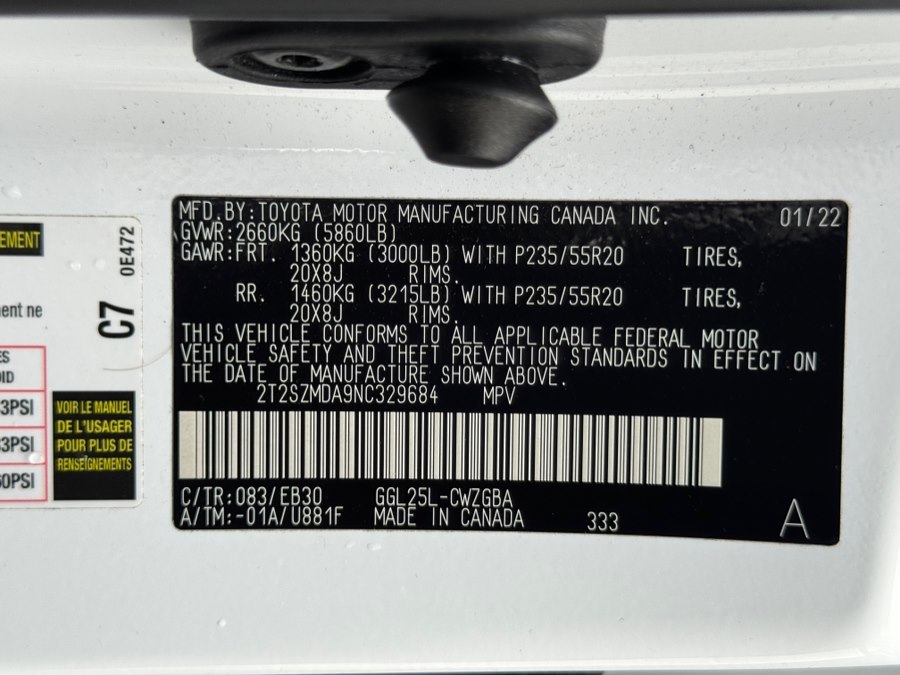 MFD.BY:TOYOTA MOTOR MANUFACTURING CANADA INC. 01/22
GVWR:2660KG (5860LB)
GAWR:FRT. 1360KG (3000LB) WITH P235/55R20 TIRES,
20X8J RIMS.
RR. 1460KG (3215LB) WITH P235/55R20 TIRES,
20X8J RIMS.
THIS VEHICLE CONFORMS TO ALL APPLICABLE FEDERAL MOTOR
VEHICLE SAFETY AND THEFT PREVENTION STANDARDS IN EFFECT ON
THE DATE OF MANUFACTURE SHOWN ABOVE.
2T2SZMDA9NC329684 MPV
C/TR:083/EB30 GGL25L-CWZGBA
A/TM:-01A/U881F MADE IN CANADA 333 A
0E472
C7
VOIR LE MANUEL
DE L'USAGER
POUR PLUS DE
RENSEIGNEMENTS